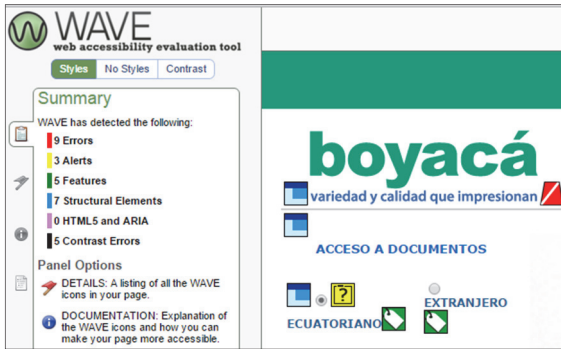 WAVE
web accessibility evaluation tool
Styles No Styles Contrast
Summary
WAVE has detected the following:
9 Errors
3 Alerts
5 Features
7 Structural Elements
0 HTML5 and ARIA
5 Contrast Errors
Panel Options
DETAILS: A listing of all the WAVE
icons in your page.
DOCUMENTATION: Explanation of
the WAVE icons and how you can
make your page more accessible.
boyacá
variedad y calidad que impresionan
ACCESO A DOCUMENTOS
?
ECUATORIANO
EXTRANJERO